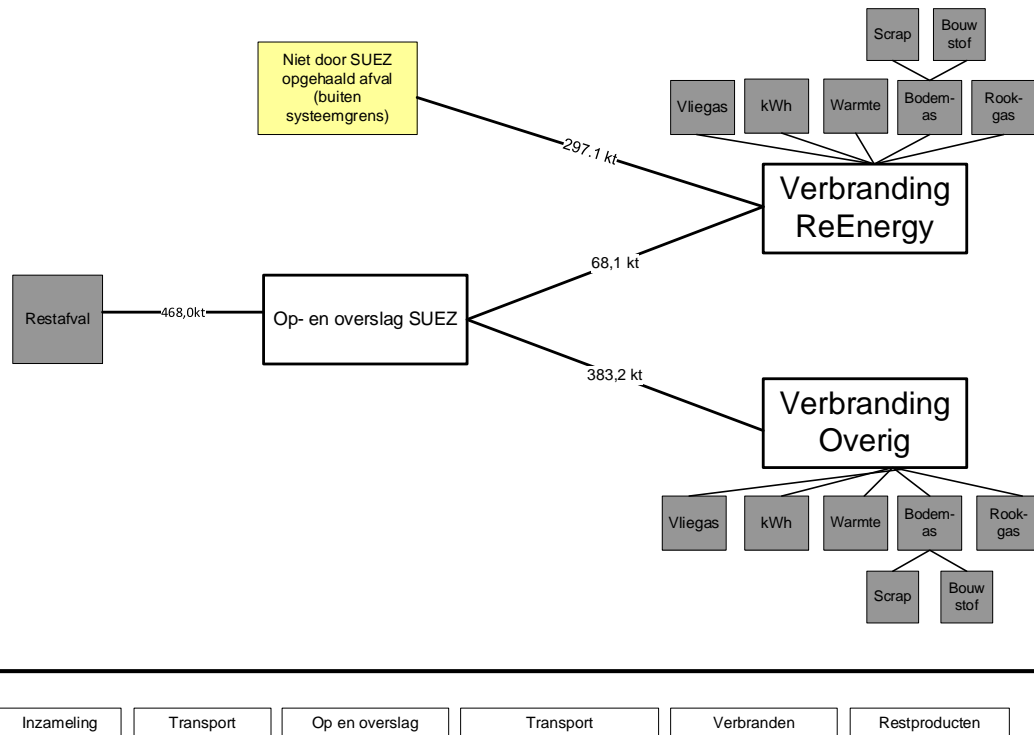 Scrap
Bouw
stof
Niet door SUEZ
opgehaald afval
(buiten
systeemgrens)
Vliegas
kWh
Warmte
Bodem-
as
Rook-
gas
297.1 kt
Verbranding
ReEnergy
68,1 kt
Restafval
468,0kt
Op- en overslag SUEZ
383,2 kt
Verbranding
Overig
Vliegas
kWh
Warmte
Bodem-
as
Rook-
gas
Scrap
Bouw
stof
Inzameling
Transport
Op en overslag
Transport
Verbranden
Restproducten